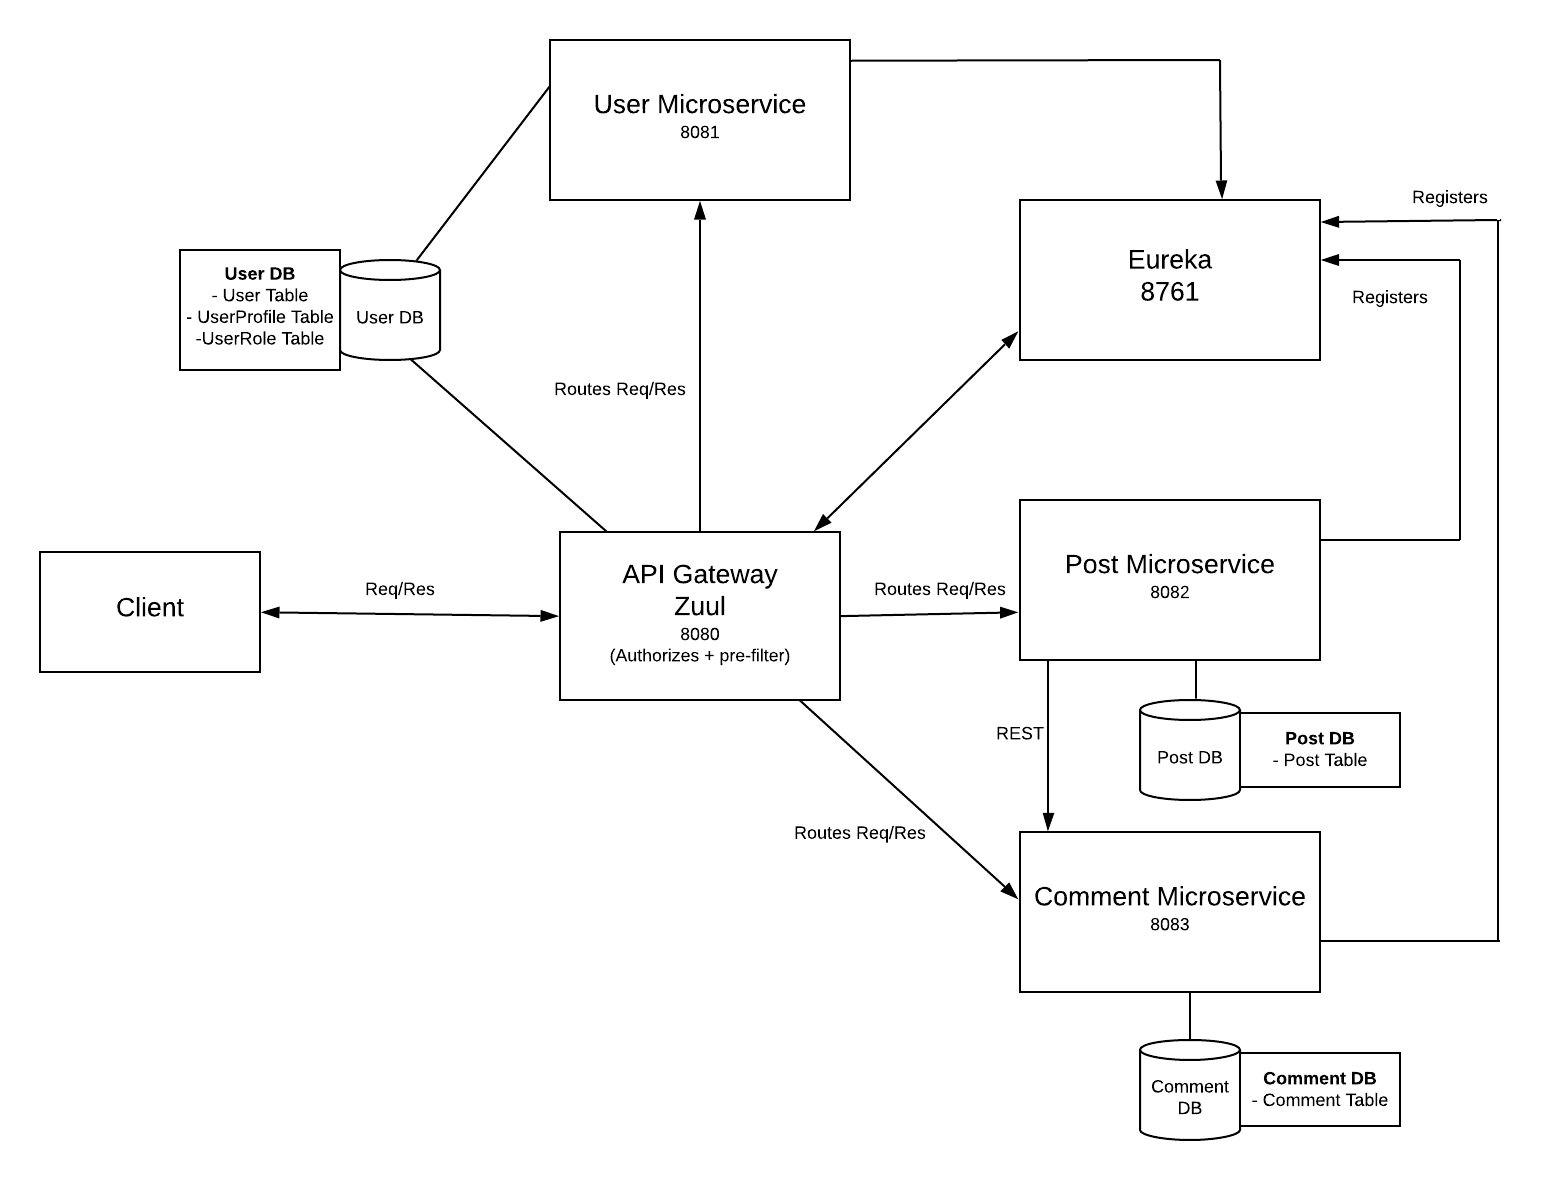 User Microservice
8081
Registers
Eureka
8761
Registers
User DB
- User Table
- UserProfile Table
-UserRole Table
User DB
Routes Req/Res
Client
Req/Res
API Gateway
Zuul
8080
(Authorizes + pre-filter)
Routes Req/Res
Post Microservice
8082
REST
Post DB
Post DB
- Post Table
Routes Req/Res
Comment Microservice
8083
Comment
DB
Comment DB
- Comment Table